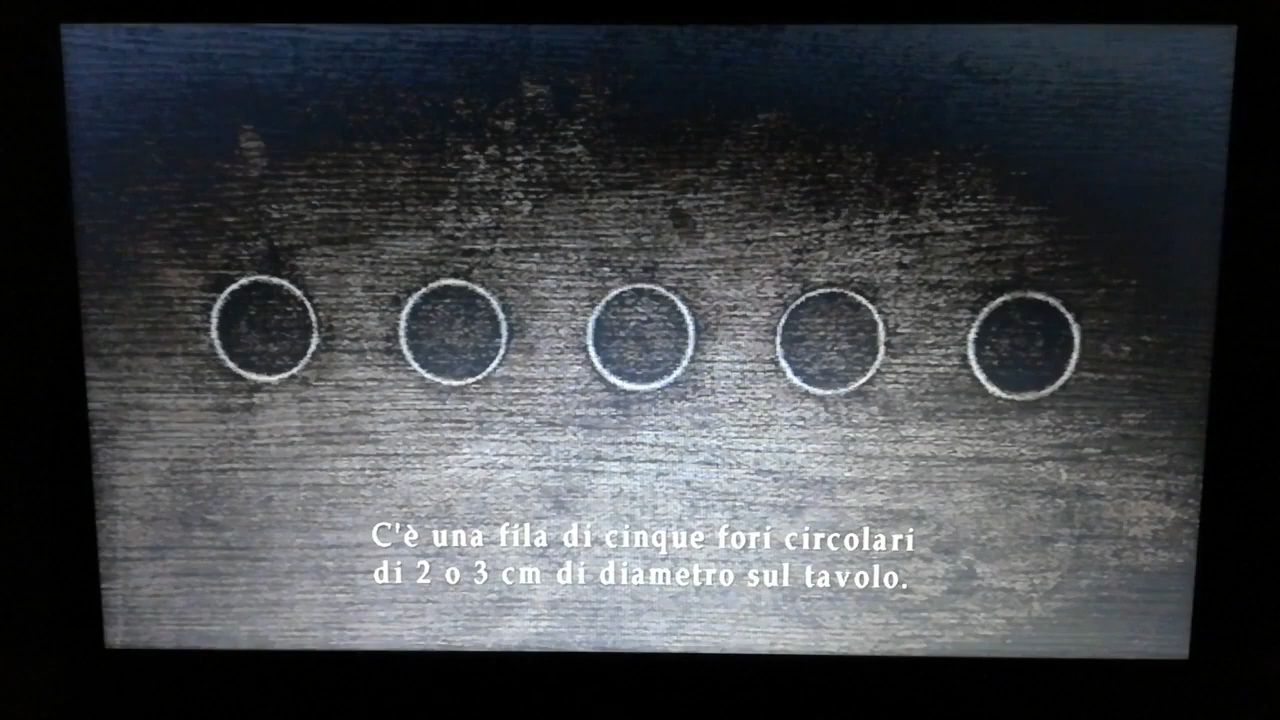 C'è una fila di cinque fori circolari
di 2 o 3 cm di diametro sul tavolo.